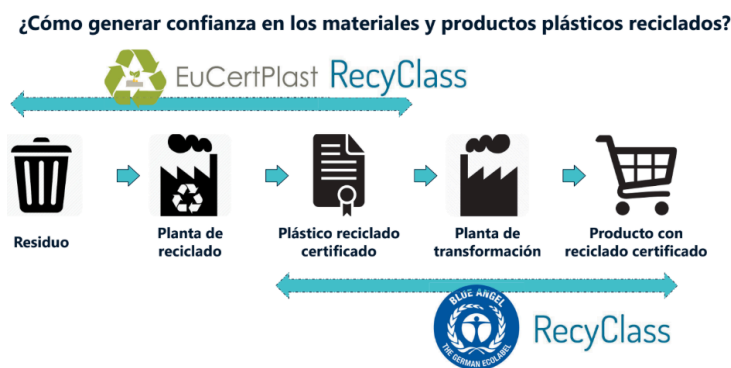 ¿Cómo generar confianza en los materiales y productos plásticos reciclados?
EuCertPlast RecyClass
Residuo
Planta de
reciclado
Plástico reciclado
certificado
Planta de
transformación
Producto con
reciclado certificado
BLUE ANGEL
THE GERMAN ECOLABEL
RecyClass